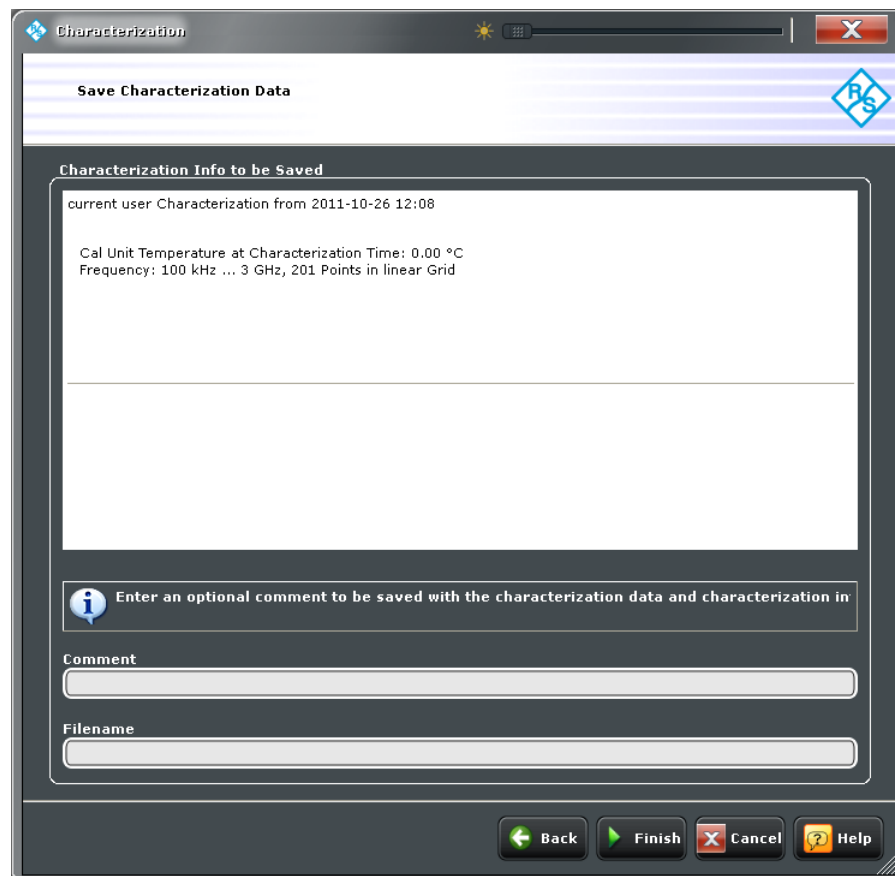 Characterization
X
Save Characterization Data
R
S
Characterization Info to be Saved
current user Characterization from 2011-10-26 12:08
Cal Unit Temperature at Characterization Time: 0.00 °C
Frequency: 100 kHz ... 3 GHz, 201 Points in linear Grid
Enter an optional comment to be saved with the characterization data and characterization in
Comment
Filename
Back
Finish
Cancel
Help